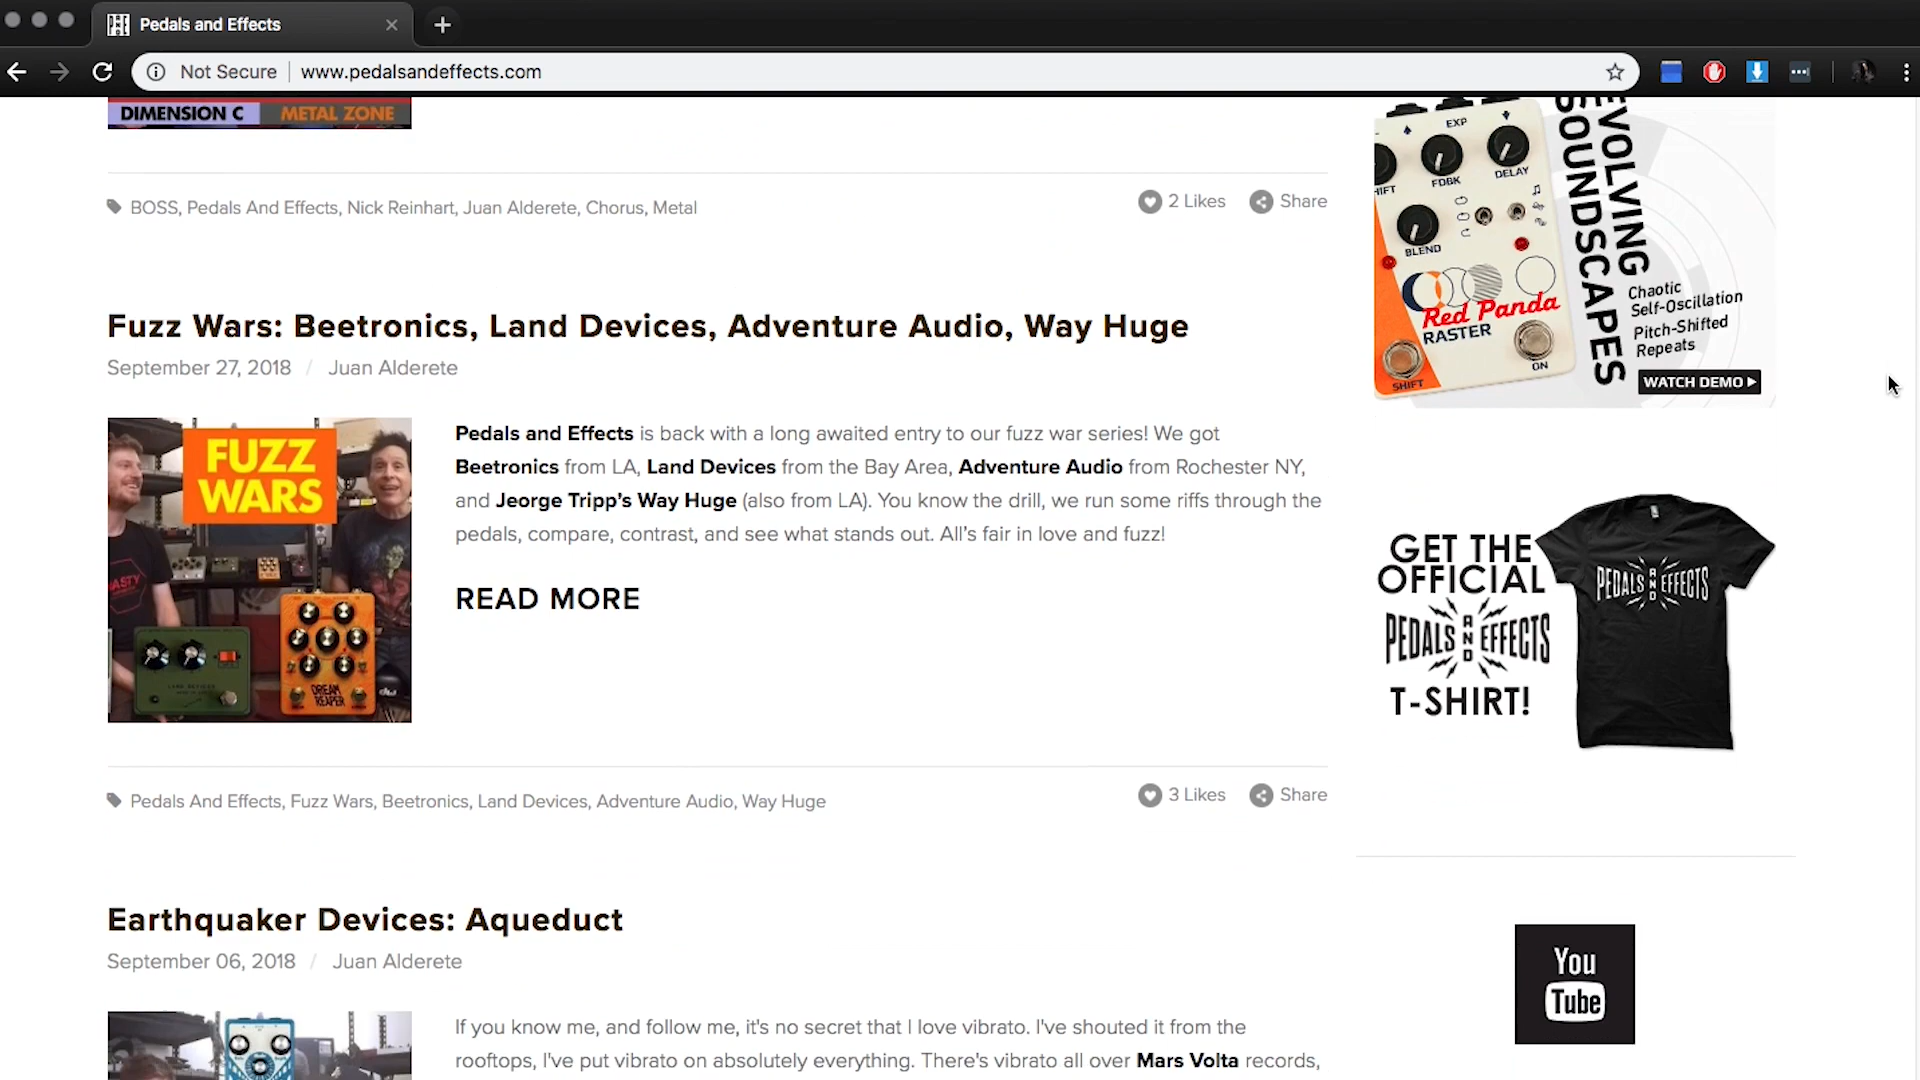 Pedals and Effects
Not Secure
www.pedalsandeffects.com
DIMENSION C METAL ZONE
BOSS, Pedals And Effects, Nick Reinhart, Juan Alderete, Chorus, Metal
2 Likes Share
Fuzz Wars: Beetronics, Land Devices, Adventure Audio, Way Huge
September 27, 2018 / Juan Alderete
FUZZ
WARS
LAND DEVICES
DREAM
REAPER
Pedals and Effects is back with a long awaited entry to our fuzz war series! We got
Beetronics from LA, Land Devices from the Bay Area, Adventure Audio from Rochester NY,
and Jeorge Tripp’s Way Huge (also from LA). You know the drill, we run some riffs through the
pedals, compare, contrast, and see what stands out. All’s fair in love and fuzz!
READ MORE
Pedals And Effects, Fuzz Wars, Beetronics, Land Devices, Adventure Audio, Way Huge
3 Likes Share
Earthquaker Devices: Aqueduct
September 06, 2018 / Juan Alderete
If you know me, and follow me, it's no secret that I love vibrato. I've shouted it from the
rooftops, I've put vibrato on absolutely everything. There's vibrato all over Mars Volta records,
EXP
FDBK
DELAY
BLEND
Red Panda
RASTER
SHIFT
ON
EVOLVING
SOUNDSCAPES
Chaotic
Self-Oscillation
Pitch-Shifted
Repeats
WATCH DEMO
GET THE
OFFICIAL
PEDALS AND EFFECTS
T-SHIRT!
PEDALS AND EFFECTS
You
Tube